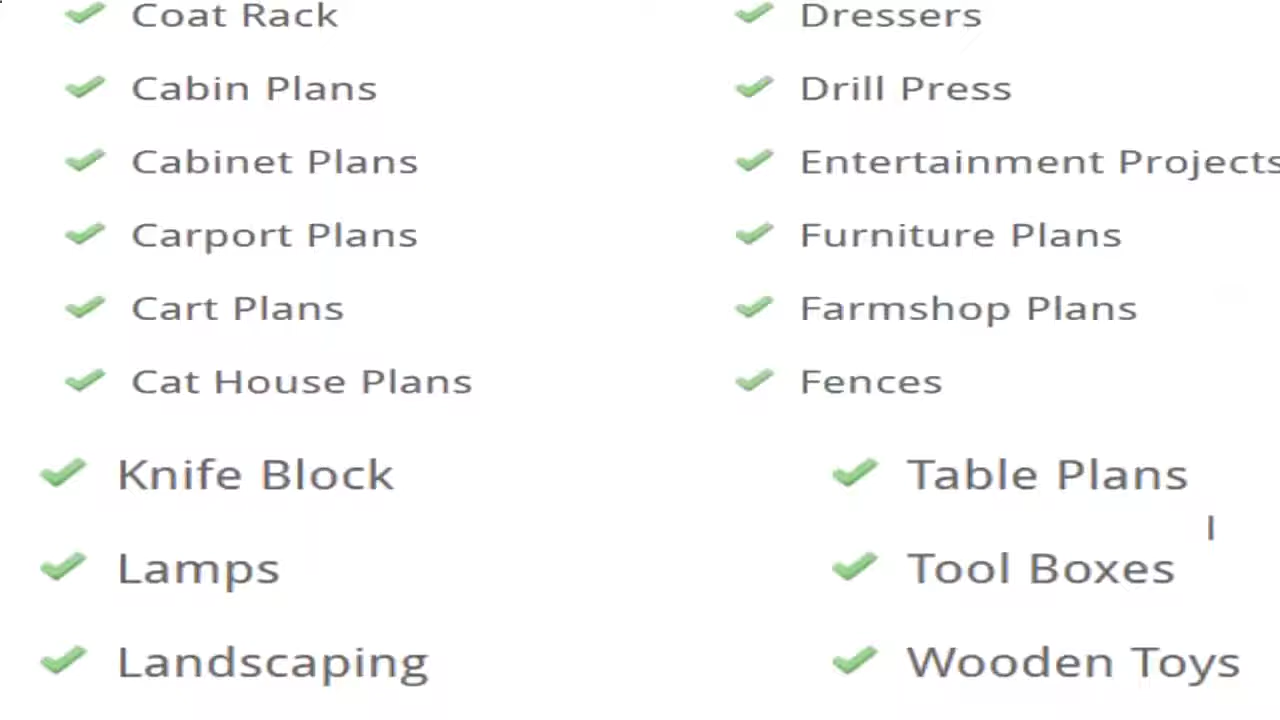 Coat Rack
Dressers
Cabin Plans
Drill Press
Cabinet Plans
Entertainment Projects
Carport Plans
Furniture Plans
Cart Plans
Farmshop Plans
Cat House Plans
Fences
Knife Block
Table Plans
Lamps
Tool Boxes
Landscaping
Wooden Toys